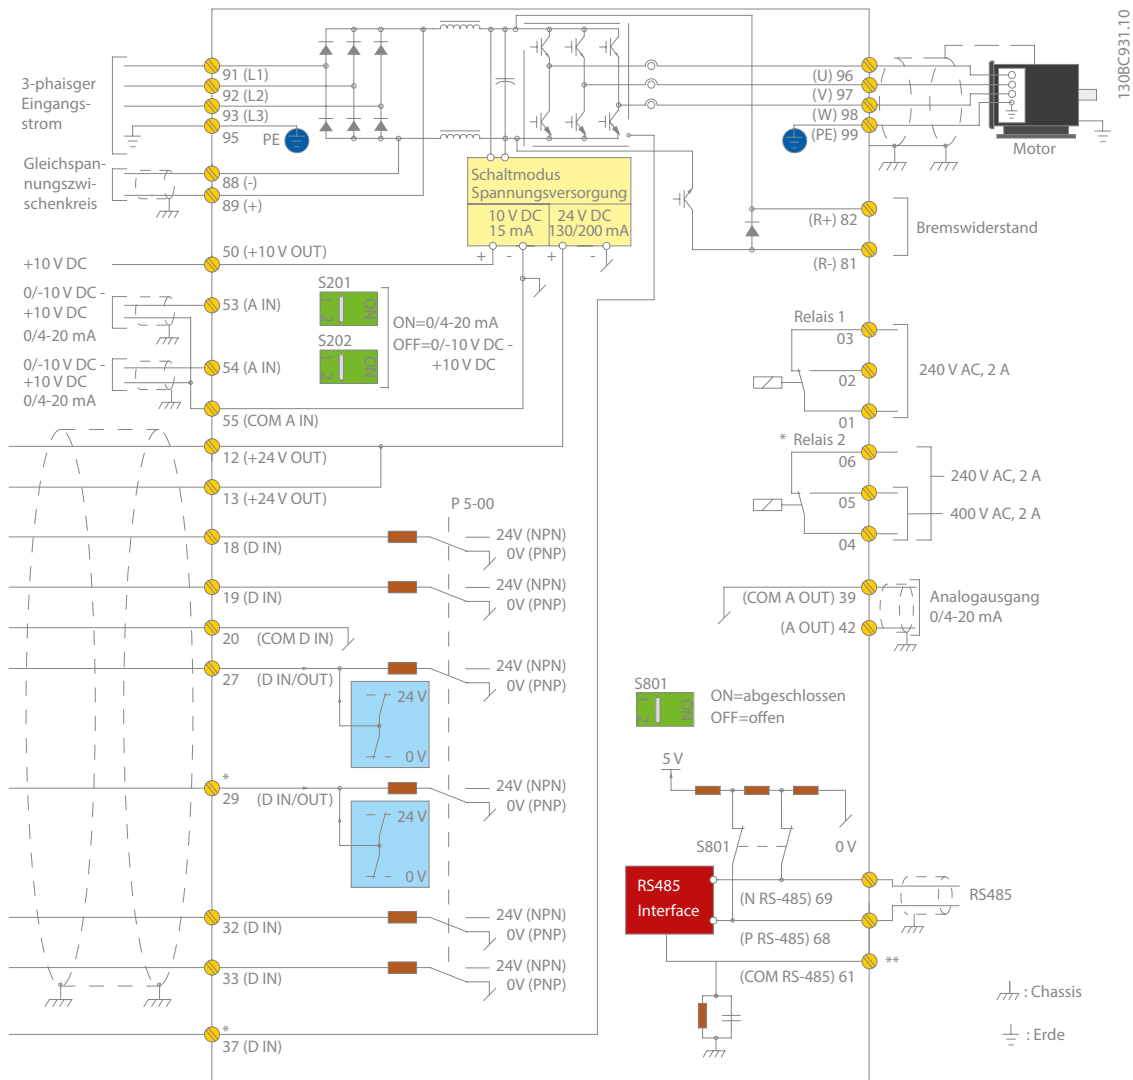 130BC931.10
3-phaisger
Eingangs-
strom
91 (L1)
92 (L2)
93 (L3)
95
PE
Gleichspan-
nungszwi-
schenkreis
88 (-)
89 (+)
Schaltmodus
Spannungsversorgung
10 V DC
15 mA
24 V DC
130/200 mA
+ - + -
(U) 96
(V) 97
(W) 98
(PE) 99
Motor
(R+) 82
(R-) 81
Bremswiderstand
+10 V DC
50 (+10 V OUT)
0/-10 V DC -
+10 V DC
0/4-20 mA
53 (A IN)
0/-10 V DC -
+10 V DC
0/4-20 mA
54 (A IN)
55 (COM A IN)
S201
1 2 ON
S202
1 2 ON
ON=0/4-20 mA
OFF=0/-10 V DC -
+10 V DC
Relais 1
03
02
01
240 V AC, 2 A
* Relais 2
06
05
04
240 V AC, 2 A
400 V AC, 2 A
12 (+24 V OUT)
13 (+24 V OUT)
P 5-00
18 (D IN)
24V (NPN)
0V (PNP)
19 (D IN)
24V (NPN)
0V (PNP)
20 (COM D IN)
27 (D IN/OUT)
24V (NPN)
0V (PNP)
24 V
0 V
*
29 (D IN/OUT)
24V (NPN)
0V (PNP)
24 V
0 V
32 (D IN)
24V (NPN)
0V (PNP)
33 (D IN)
24V (NPN)
0V (PNP)
*
37 (D IN)
(COM A OUT) 39
(A OUT) 42
Analogausgang
0/4-20 mA
S801
1 2 ON
ON=abgeschlossen
OFF=offen
5 V
S801
0 V
RS485
Interface
(N RS-485) 69
(P RS-485) 68
(COM RS-485) 61
**
RS485
: Chassis
: Erde